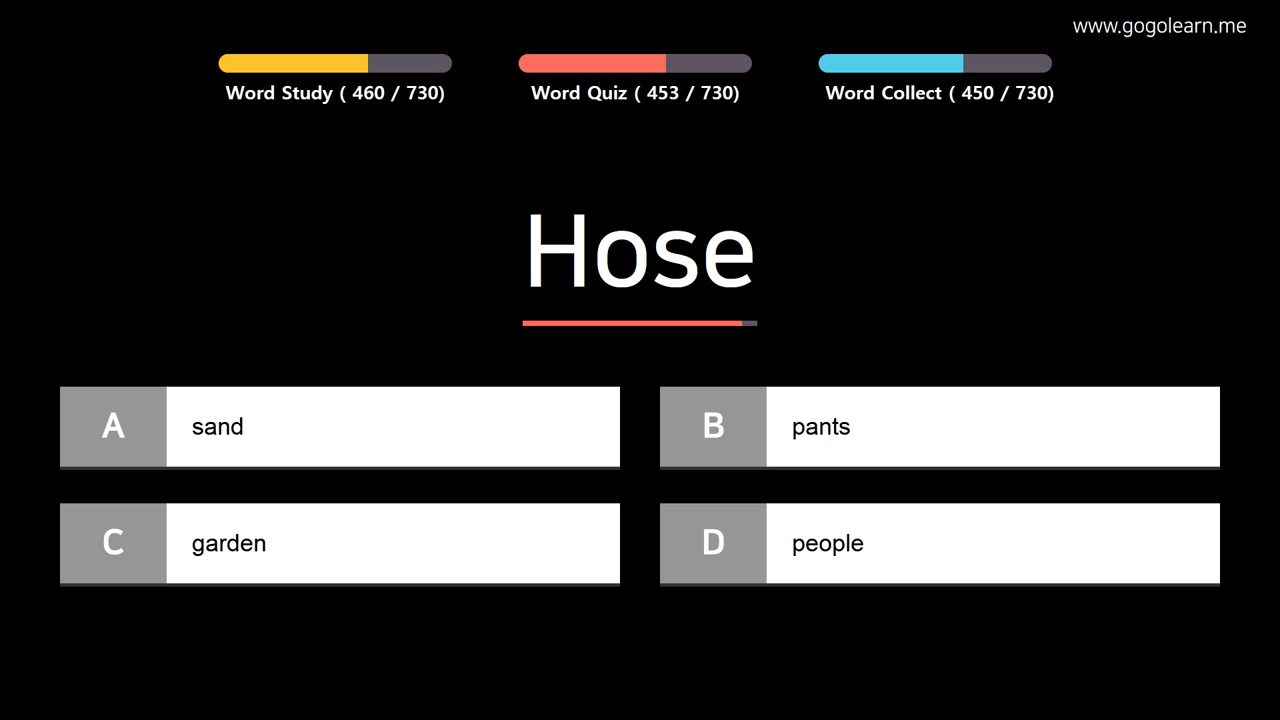 www.gogolearn.me
Word Study ( 460 / 730)
Word Quiz ( 453 / 730)
Word Collect ( 450 / 730)
Hose
A sand
B pants
C garden
D people